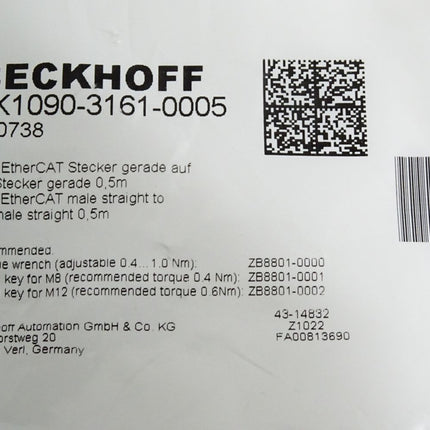 BECKHOFF
K1090-3161-0005
0738
EtherCAT Stecker gerade auf
Stecker gerade 0,5m
EtherCAT male straight to
male straight 0,5m
mmended:
e wrench (adjustable 0.4...1.0 Nm): ZB8801-0000
key for M8 (recommended torque 0.4 Nm): ZB8801-0001
key for M12 (recommended torque 0.6Nm): ZB8801-0002
hoff Automation GmbH & Co. KG 43-14832
orstweg 20 Z1022
Verl, Germany FA00813690